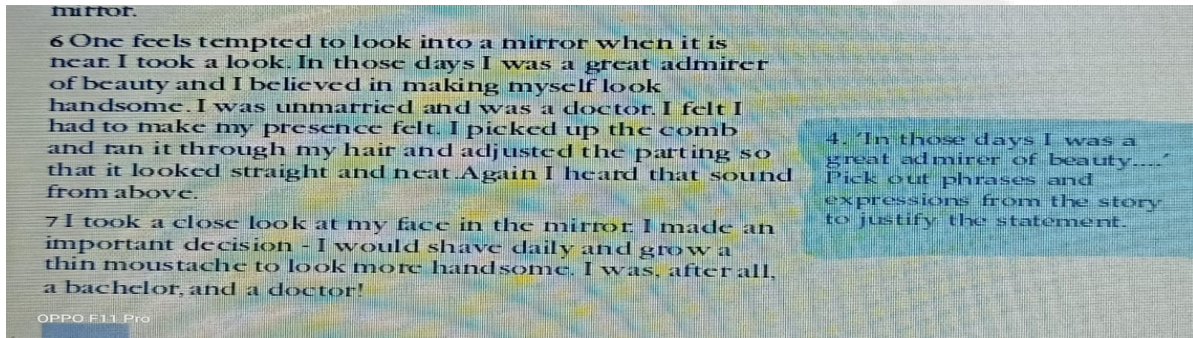 mirror.
6 One feels tempted to look into a mirror when it is
near. I took a look. In those days I was a great admirer
of beauty and I believed in making myself look
handsome. I was unmarried and was a doctor. I felt I
had to make my presence felt. I picked up the comb
and ran it through my hair and adjusted the parting so
that it looked straight and neat. Again I heard that sound
from above.
7 I took a close look at my face in the mirror. I made an
important decision - I would shave daily and grow a
thin moustache to look more handsome. I was, after all,
a bachelor, and a doctor!
4. 'In those days I was a
great admirer of beauty....'
Pick out phrases and
expressions from the story
to justify the statement.
OPPO F11 Pro